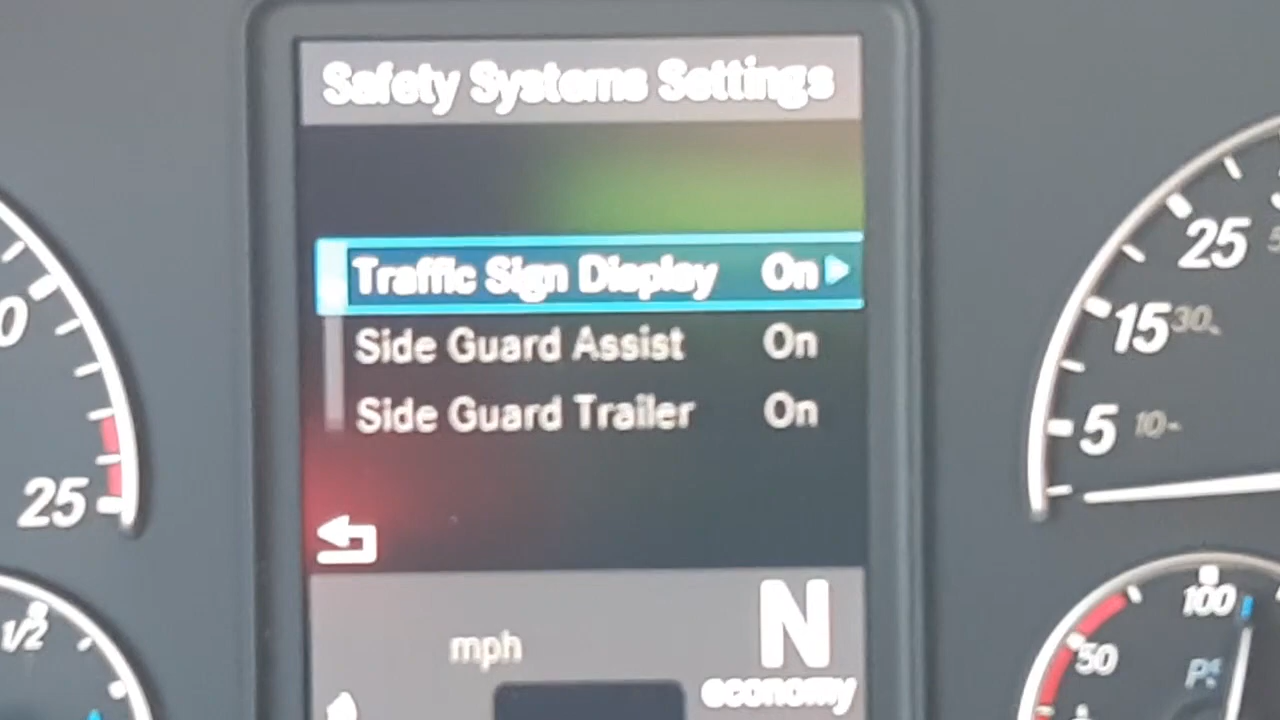 Safety Systems Settings
Traffic Sign Display On
Side Guard Assist On
Side Guard Trailer On
mph
N
economy
25
1/2
25
15 30
5 10
100
50